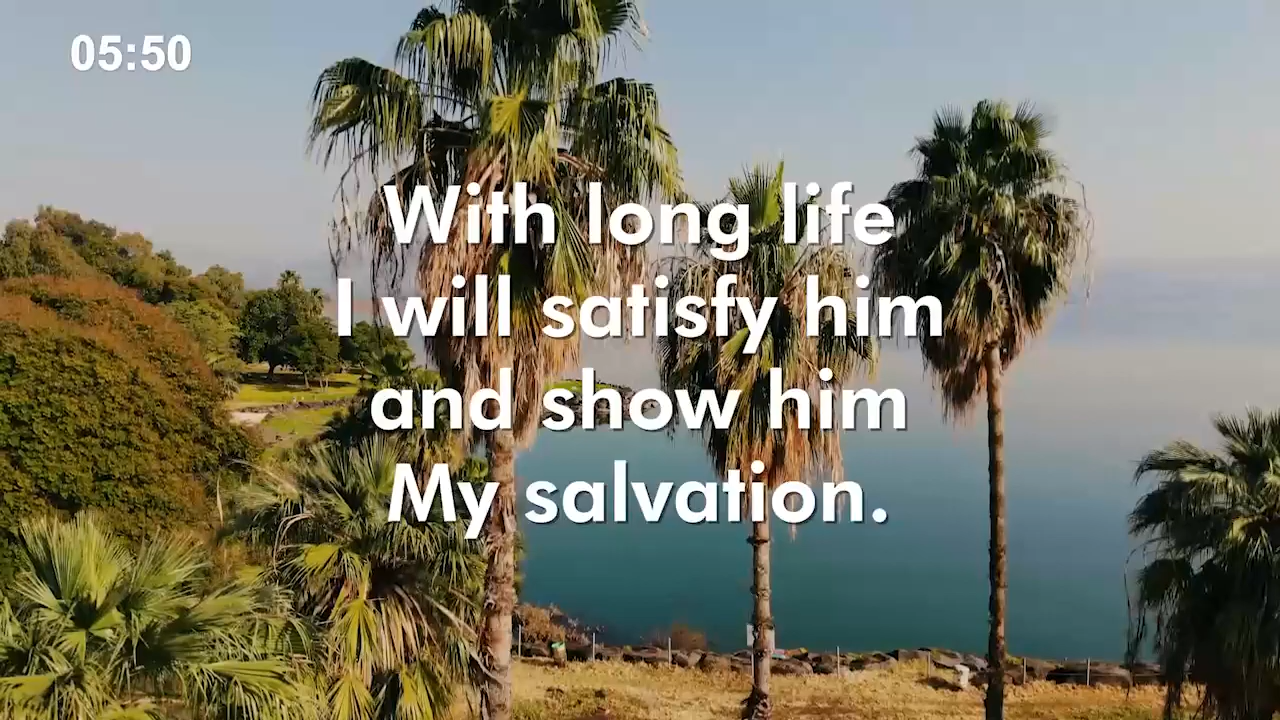 05:50
With long life
I will satisfy him
and show him
My salvation.